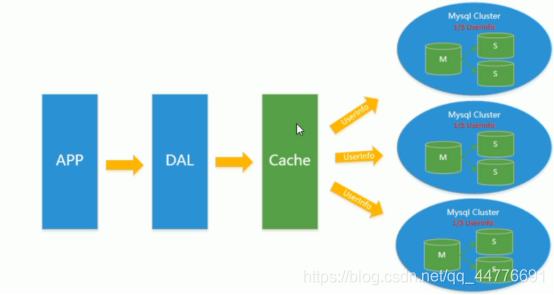 APP
DAL
Cache
UserInfo
UserInfo
UserInfo
Mysql Cluster
1/3 UserInfo
M
S
S
Mysql Cluster
1/3 UserInfo
M
S
S
Mysql Cluster
1/3 UserInfo
M
S
S
https://blog.csdn.net/qq_44776691